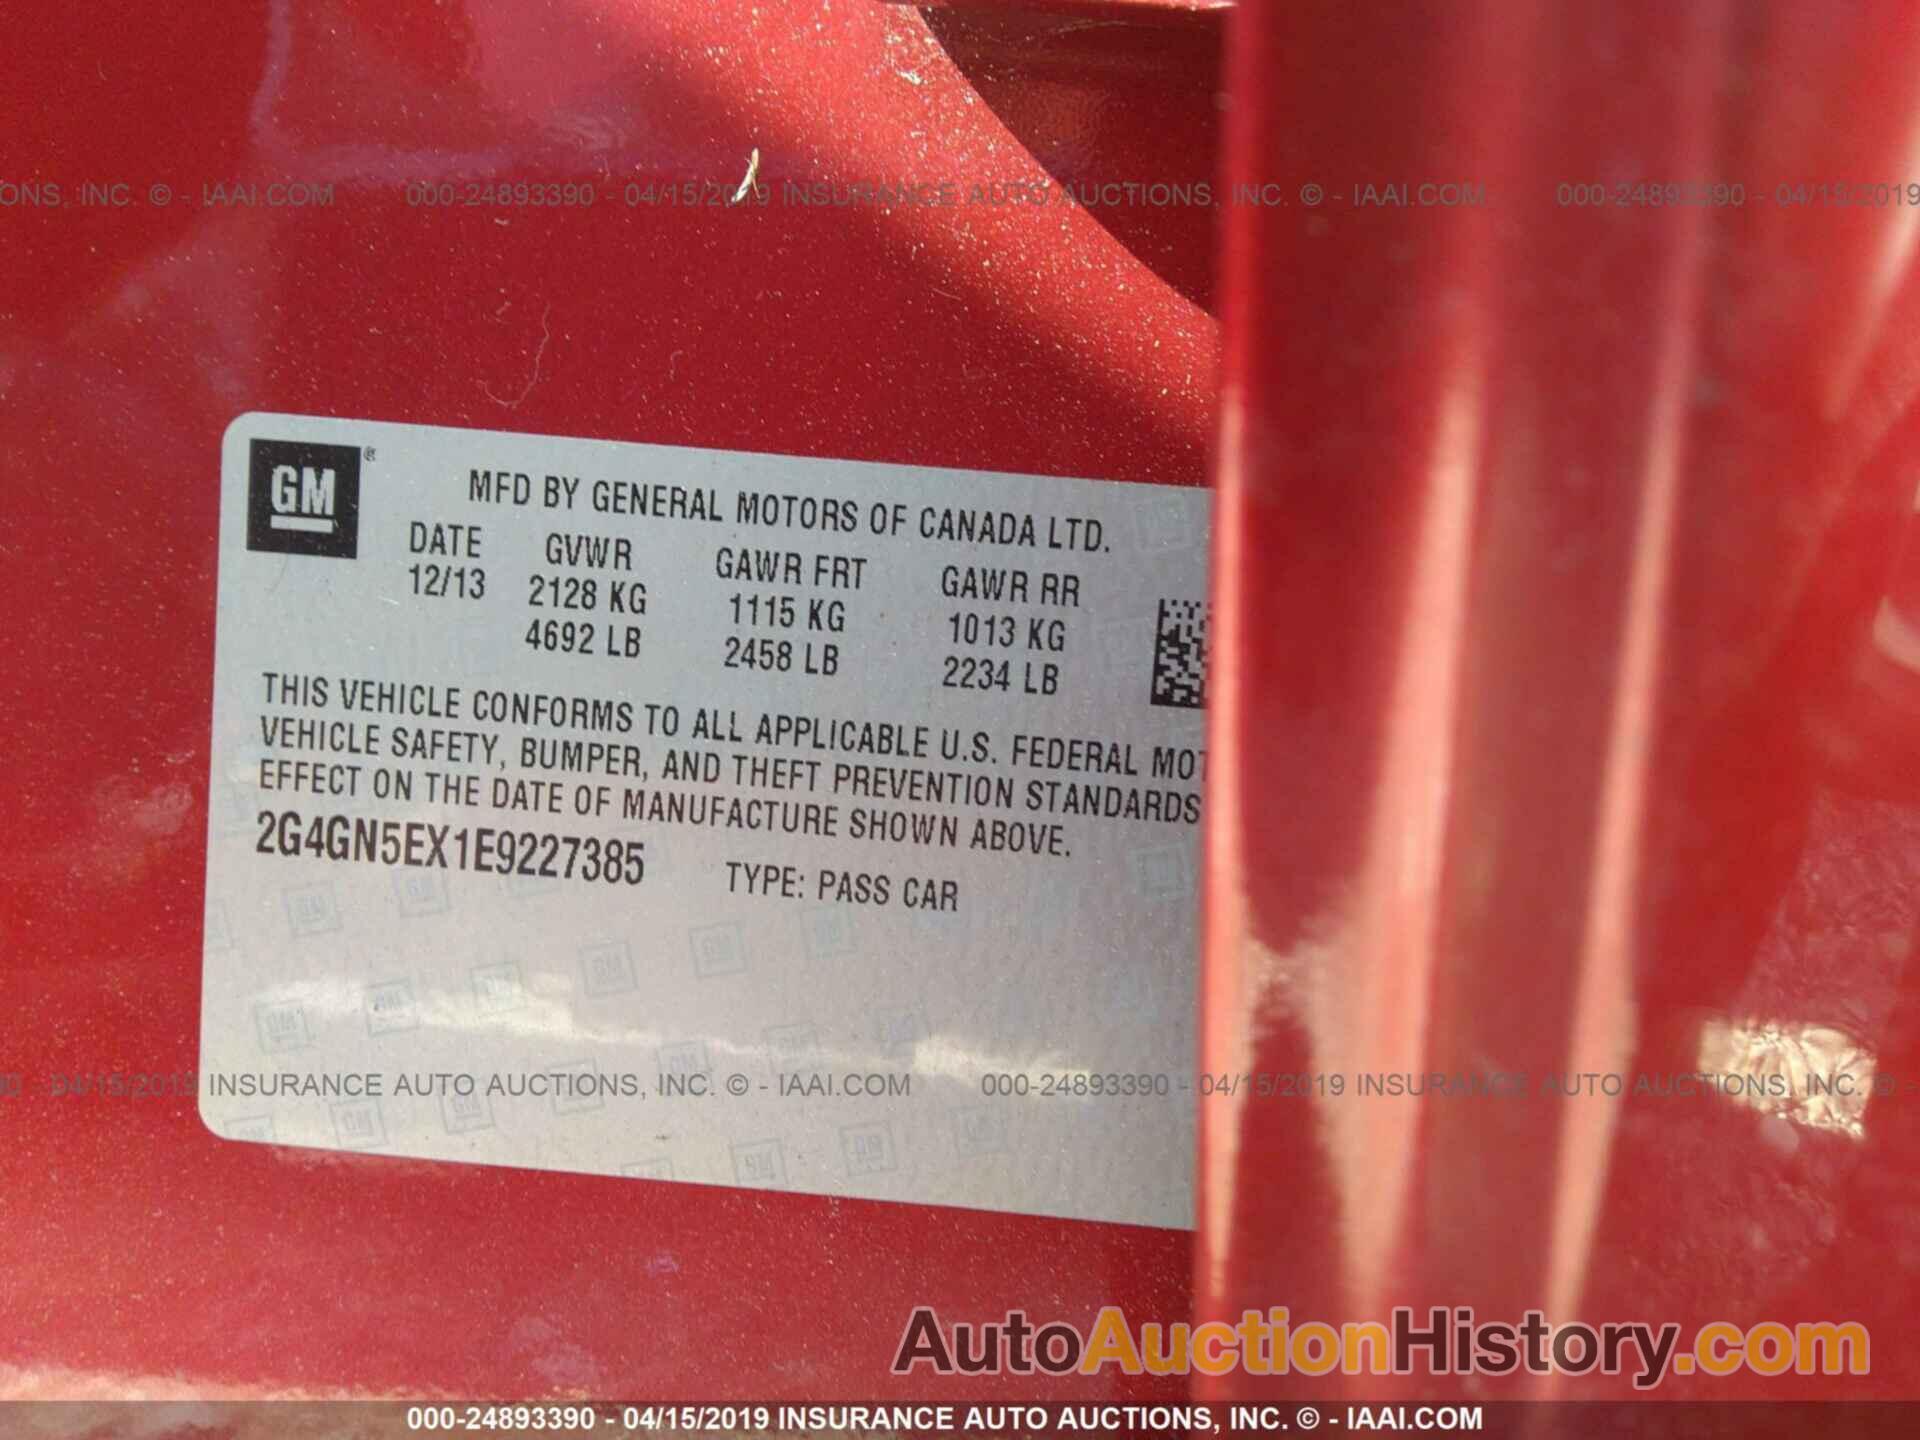 ONS, INC. © - IAAI.COM 000-24893390 - 04/15/2019 INSURANCE AUTO AUCTIONS, INC. © - IAAI.COM 000-24893390 - 04/15/2019
GM ®
MFD BY GENERAL MOTORS OF CANADA LTD.
DATE GVWR GAWR FRT GAWR RR
12/13 2128 KG 1115 KG 1013 KG
4692 LB 2458 LB 2234 LB
THIS VEHICLE CONFORMS TO ALL APPLICABLE U.S. FEDERAL MOT
VEHICLE SAFETY, BUMPER, AND THEFT PREVENTION STANDARDS
EFFECT ON THE DATE OF MANUFACTURE SHOWN ABOVE.
2G4GN5EX1E9227385 TYPE: PASS CAR
90 - 04/15/2019 INSURANCE AUTO AUCTIONS, INC. © - IAAI.COM 000-24893390 - 04/15/2019 INSURANCE AUTO AUCTIONS, INC. © -
AutoAuctionHistory.com
000-24893390 - 04/15/2019 INSURANCE AUTO AUCTIONS, INC. © - IAAI.COM